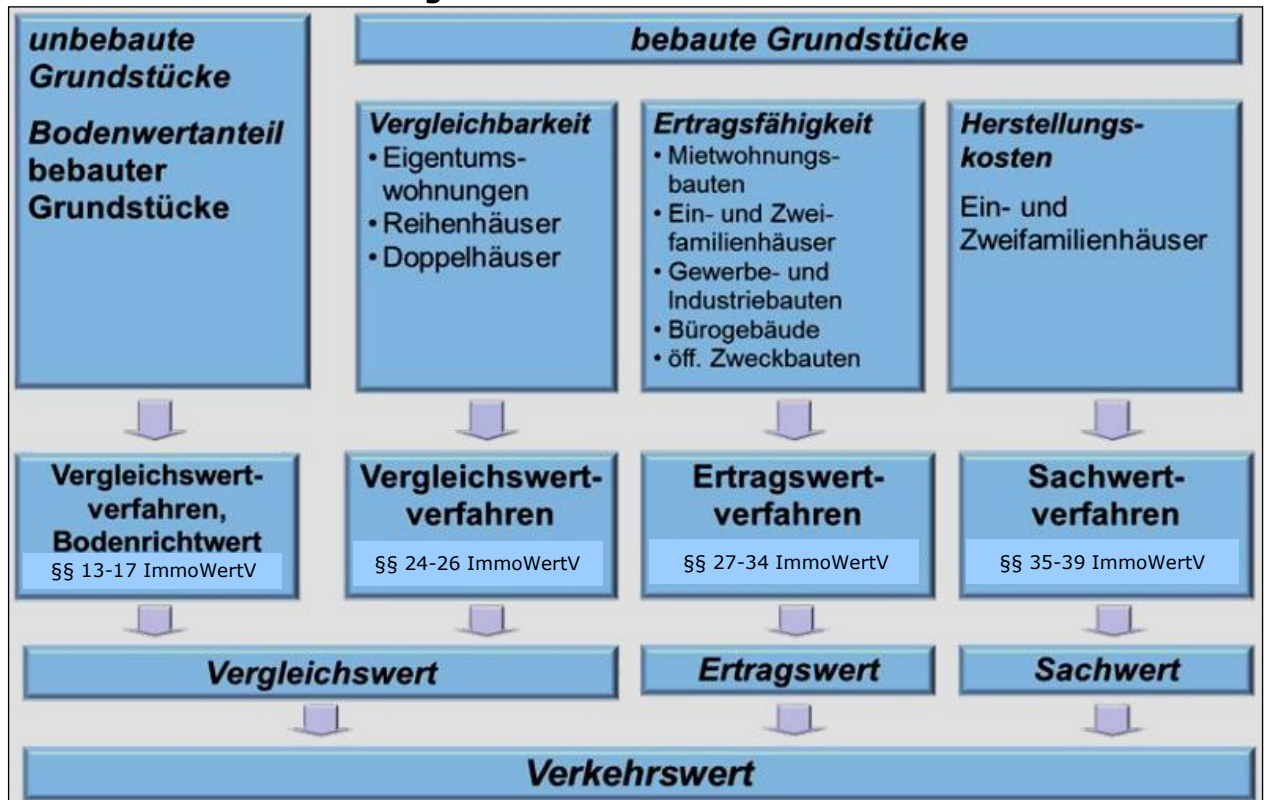 unbebaute
Grundstücke
Bodenwertanteil
bebauter
Grundstücke
bebaute Grundstücke
Vergleichbarkeit
• Eigentums-
wohnungen
• Reihenhäuser
• Doppelhäuser
Ertragsfähigkeit
• Mietwohnungs-
bauten
• Ein- und Zwei-
familienhäuser
• Gewerbe- und
Industriebauten
• Bürogebäude
• öff. Zweckbauten
Herstellungs-
kosten
Ein- und
Zweifamilienhäuser
Vergleichswert-
verfahren,
Bodenrichtwert
§§ 13-17 ImmoWertV
Vergleichswert-
verfahren
§§ 24-26 ImmoWertV
Ertragswert-
verfahren
§§ 27-34 ImmoWertV
Sachwert-
verfahren
§§ 35-39 ImmoWertV
Vergleichswert
Ertragswert
Sachwert
Verkehrswert